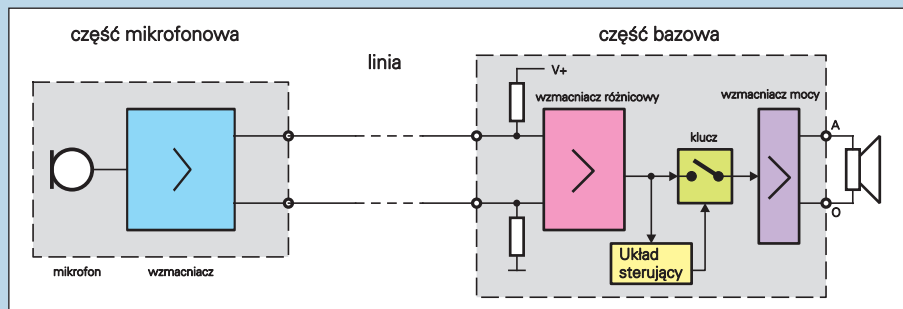 część mikrofonowa
linia
część bazowa
V+
wzmacniacz różnicowy
wzmacniacz mocy
klucz
A
O
Układ
sterujący
mikrofon
wzmacniacz